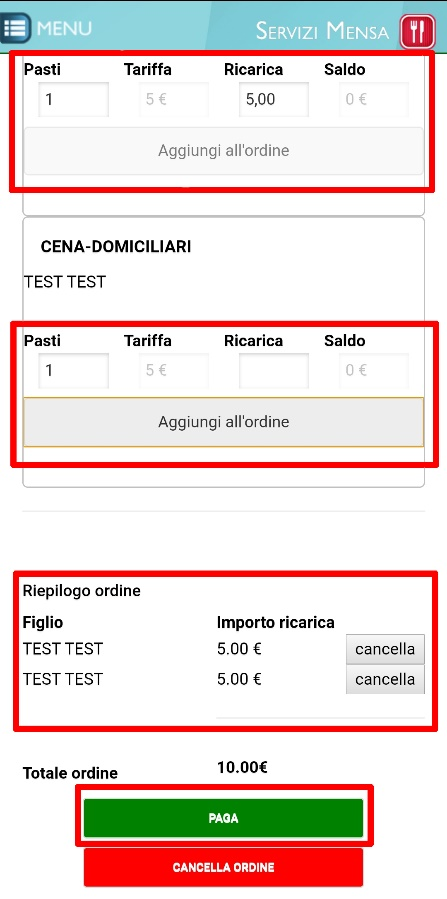 MENU SERVIZI MENSA
Pasti Tariffa Ricarica Saldo
1 5 € 5,00 0 €
Aggiungi all'ordine
CENA-DOMICILIARI
TEST TEST
Pasti Tariffa Ricarica Saldo
1 5 € 0 €
Aggiungi all'ordine
Riepilogo ordine
Figlio Importo ricarica
TEST TEST 5.00 € cancella
TEST TEST 5.00 € cancella
Totale ordine 10.00€
PAGA
CANCELLA ORDINE